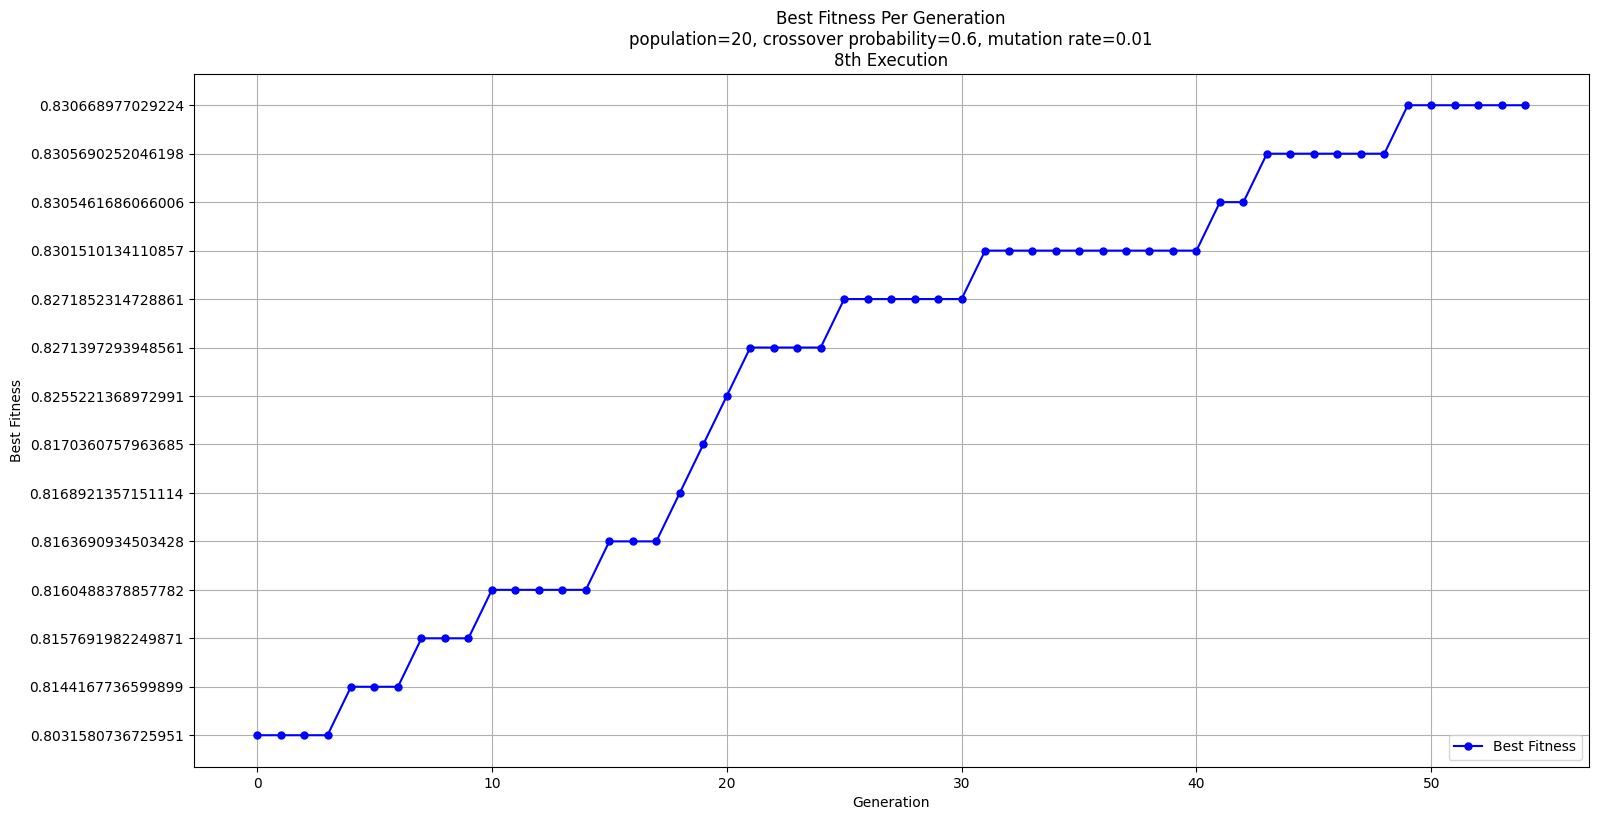 Best Fitness Per Generation
population=20, crossover probability=0.6, mutation rate=0.01
8th Execution
Best Fitness
0.830668977029224
0.8305690252046198
0.8305461686066006
0.8301510134110857
0.8271852314728861
0.8271397293948561
0.8255221368972991
0.8170360757963685
0.8168921357151114
0.8163690934503428
0.8160488378857782
0.8157691982249871
0.8144167736599899
0.8031580736725951
Best Fitness
0 10 20 30 40 50
Generation